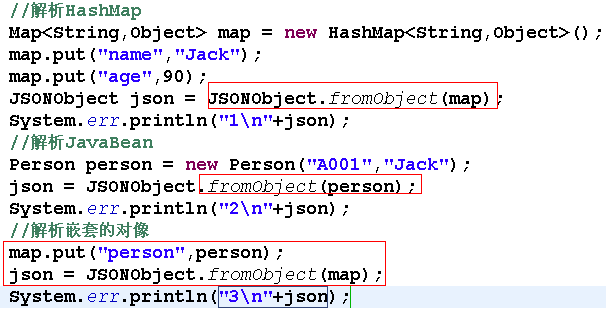 //解析HashMap
Map<String,Object> map = new HashMap<String,Object>();
map.put("name","Jack");
map.put("age",90);
JSONObject json = JSONObject.fromObject(map);
System.err.println("1\n"+json);
//解析JavaBean
Person person = new Person("A001","Jack");
json = JSONObject.fromObject(person);
System.err.println("2\n"+json);
//解析嵌套的对像
map.put("person",person);
json = JSONObject.fromObject(map);
System.err.println("3\n"+json);